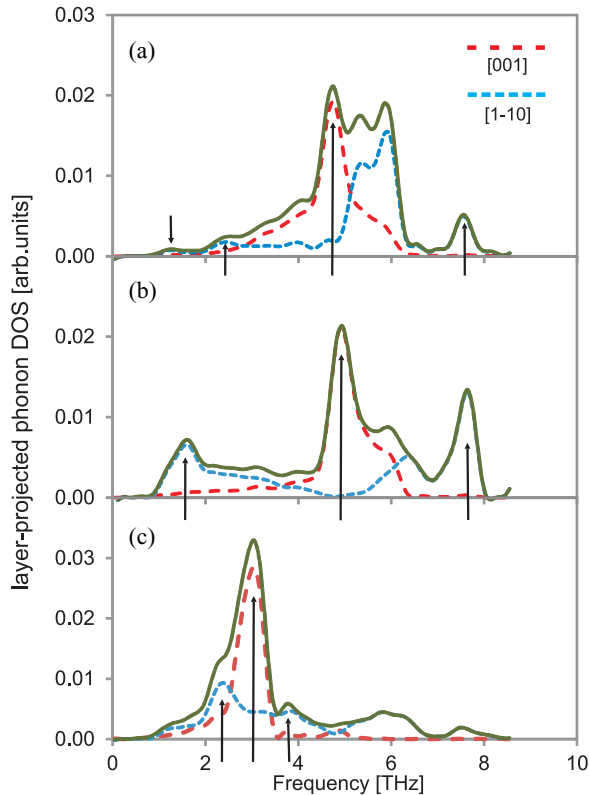 0.03
(a)
[001]
0.02
[1-10]
0.01
0.00
(b)
0.02
0.01
0.00
(c)
0.03
0.02
0.01
0.00
0 2 4 6 8 10
Frequency [THz]
layer-projected phonon DOS [arb.units]